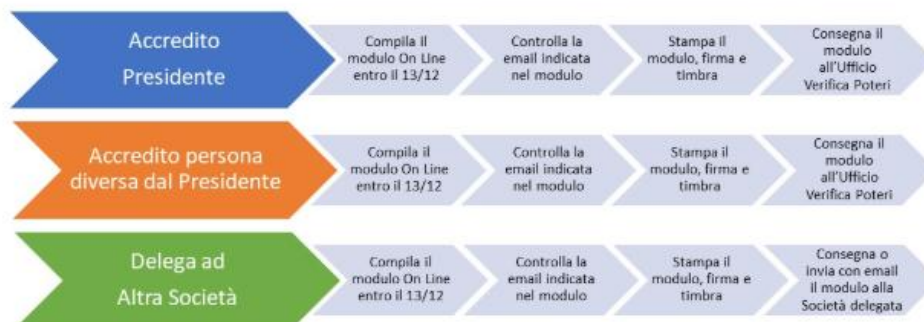 Accredito
Presidente
Compila il
modulo On Line
entro il 13/12
Controlla la
email indicata
nel modulo
Stampa il
modulo, firma e
timbra
Consegna il
modulo
all'Ufficio
Verifica Poteri
Accredito persona
diversa dal Presidente
Compila il
modulo On Line
entro il 13/12
Controlla la
email indicata
nel modulo
Stampa il
modulo, firma e
timbra
Consegna il
modulo
all'Ufficio
Verifica Poteri
Delega ad
Altra Società
Compila il
modulo On Line
entro il 13/12
Controlla la
email indicata
nel modulo
Stampa il
modulo, firma e
timbra
Consegna o
invia con email
il modulo alla
Società delegata